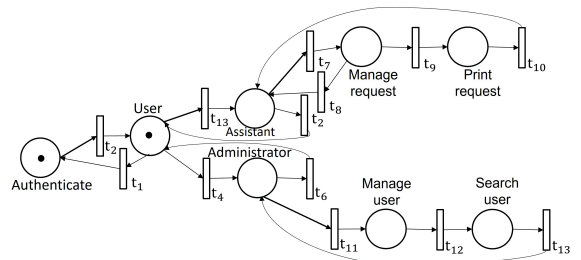 t7
Manage
request
t9
Print
request
t10
User
t8
t13
Assistant
t2
t2
Authenticate
t1
Administrator
t4
t6
Manage
user
Search
user
t11
t12
t13